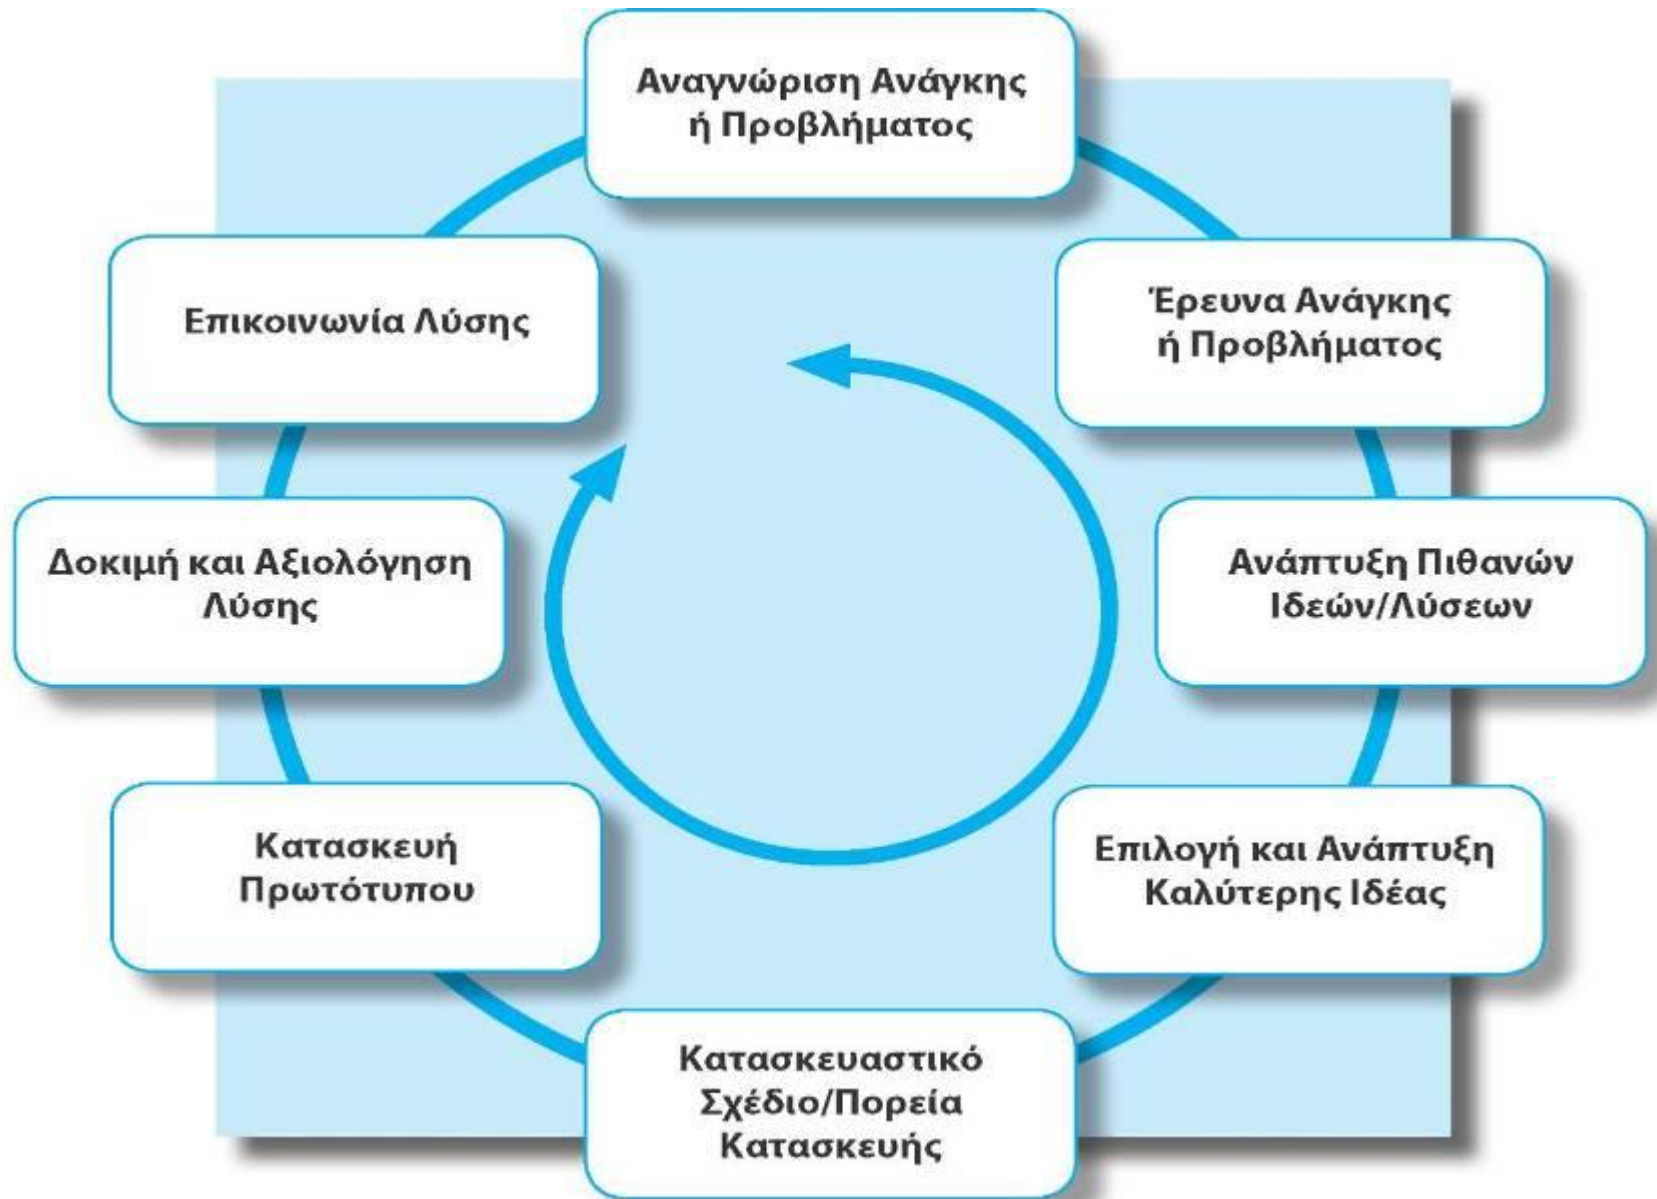 Αναγνώριση Ανάγκης
ή Προβλήματος
Έρευνα Ανάγκης
ή Προβλήματος
Ανάπτυξη Πιθανών
Ιδεών/Λύσεων
Επιλογή και Ανάπτυξη
Καλύτερης Ιδέας
Κατασκευαστικό
Σχέδιο/Πορεία
Κατασκευής
Κατασκευή
Πρωτότυπου
Δοκιμή και Αξιολόγηση
Λύσης
Επικοινωνία Λύσης